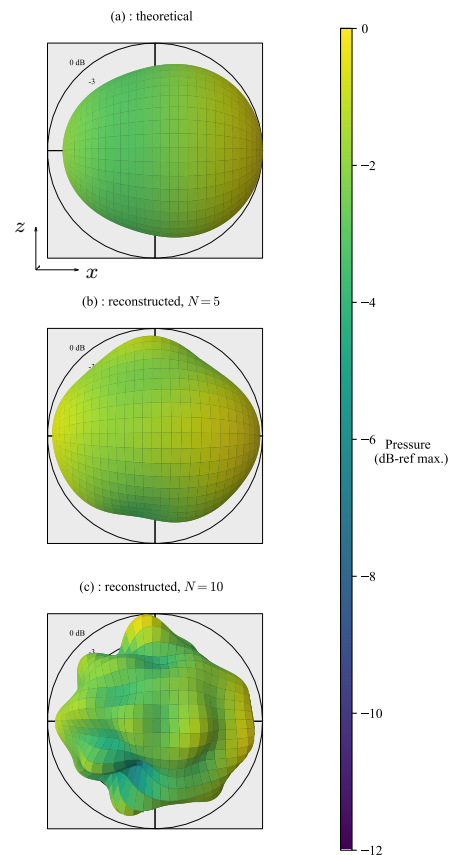 (a) : theoretical
0 dB
-3
z
x
(b) : reconstructed, N = 5
0 dB
(c) : reconstructed, N = 10
0 dB
-3
0
−2
−4
−6
−8
−10
−12
Pressure
(dB-ref max.)